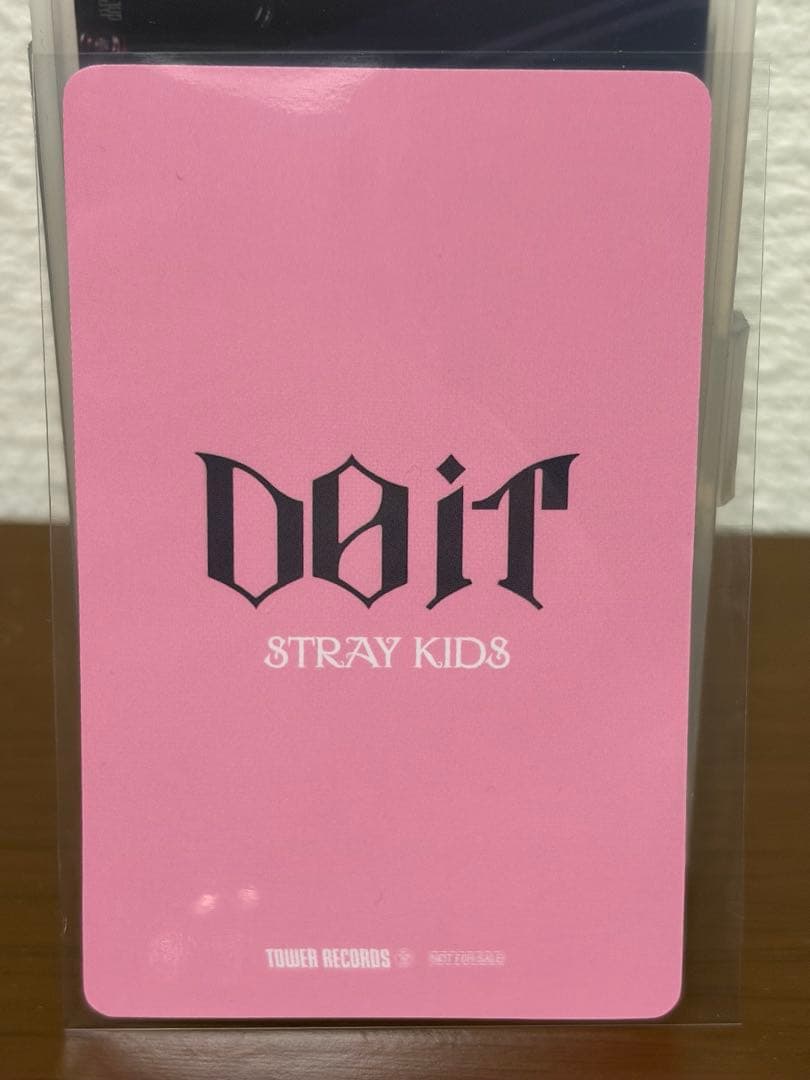 DO iT
STRAY KIDS
TOWER RECORDS NOT FOR SALE